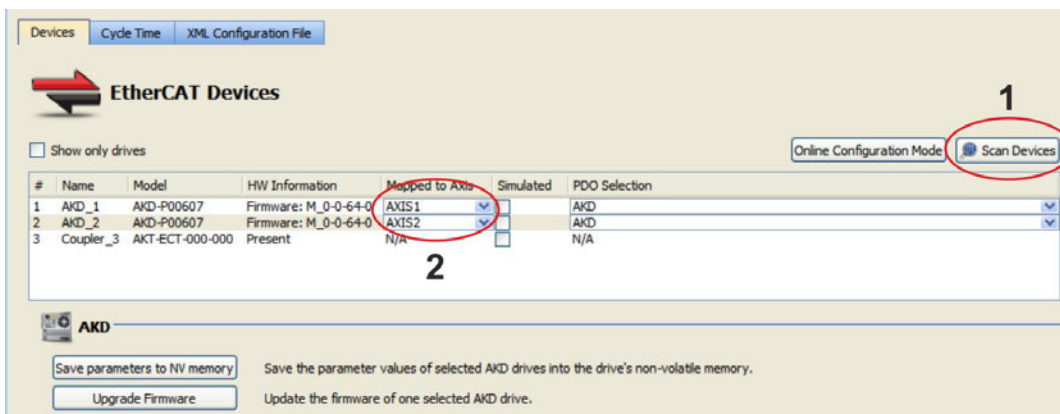 Devices Cycle Time XML Configuration File
EtherCAT Devices
1
Show only drives Online Configuration Mode Scan Devices
# Name Model HW Information Mapped to Axis Simulated PDO Selection
1 AKD_1 AKD-P00607 Firmware: M_0-0-64-0 AXIS1 AKD
2 AKD_2 AKD-P00607 Firmware: M_0-0-64-0 AXIS2 AKD
3 Coupler_3 AKT-ECT-000-000 Present N/A N/A
2
AKD
Save parameters to NV memory Save the parameter values of selected AKD drives into the drive's non-volatile memory.
Upgrade Firmware Update the firmware of one selected AKD drive.